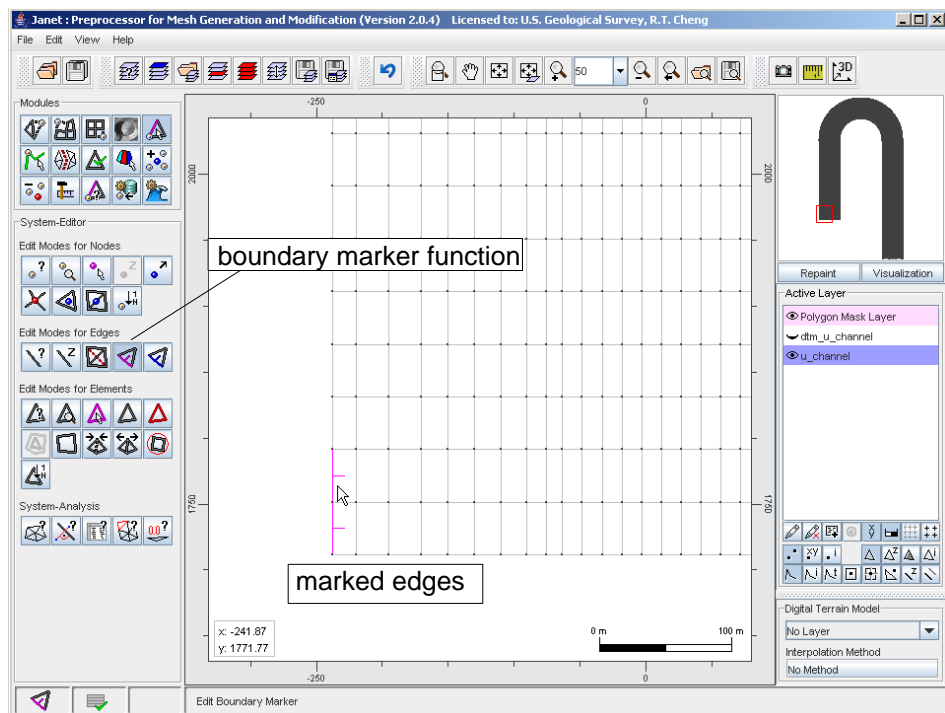 Janet : Preprocessor for Mesh Generation and Modification (Version 2.0.4) Licensed to: U.S. Geological Survey, R.T. Cheng
File Edit View Help
50
3D
Modules
System-Editor
Edit Modes for Nodes
Edit Modes for Edges
Edit Modes for Elements
System-Analysis
-250 0
2000 2000
1750 1750
boundary marker function
marked edges
x: -241.87
y: 1771.77
0 m 100 m
-250 0
Repaint Visualization
Active Layer
Polygon Mask Layer
dtm_u_channel
u_channel
Digital Terrain Model
No Layer
Interpolation Method
No Method
Edit Boundary Marker